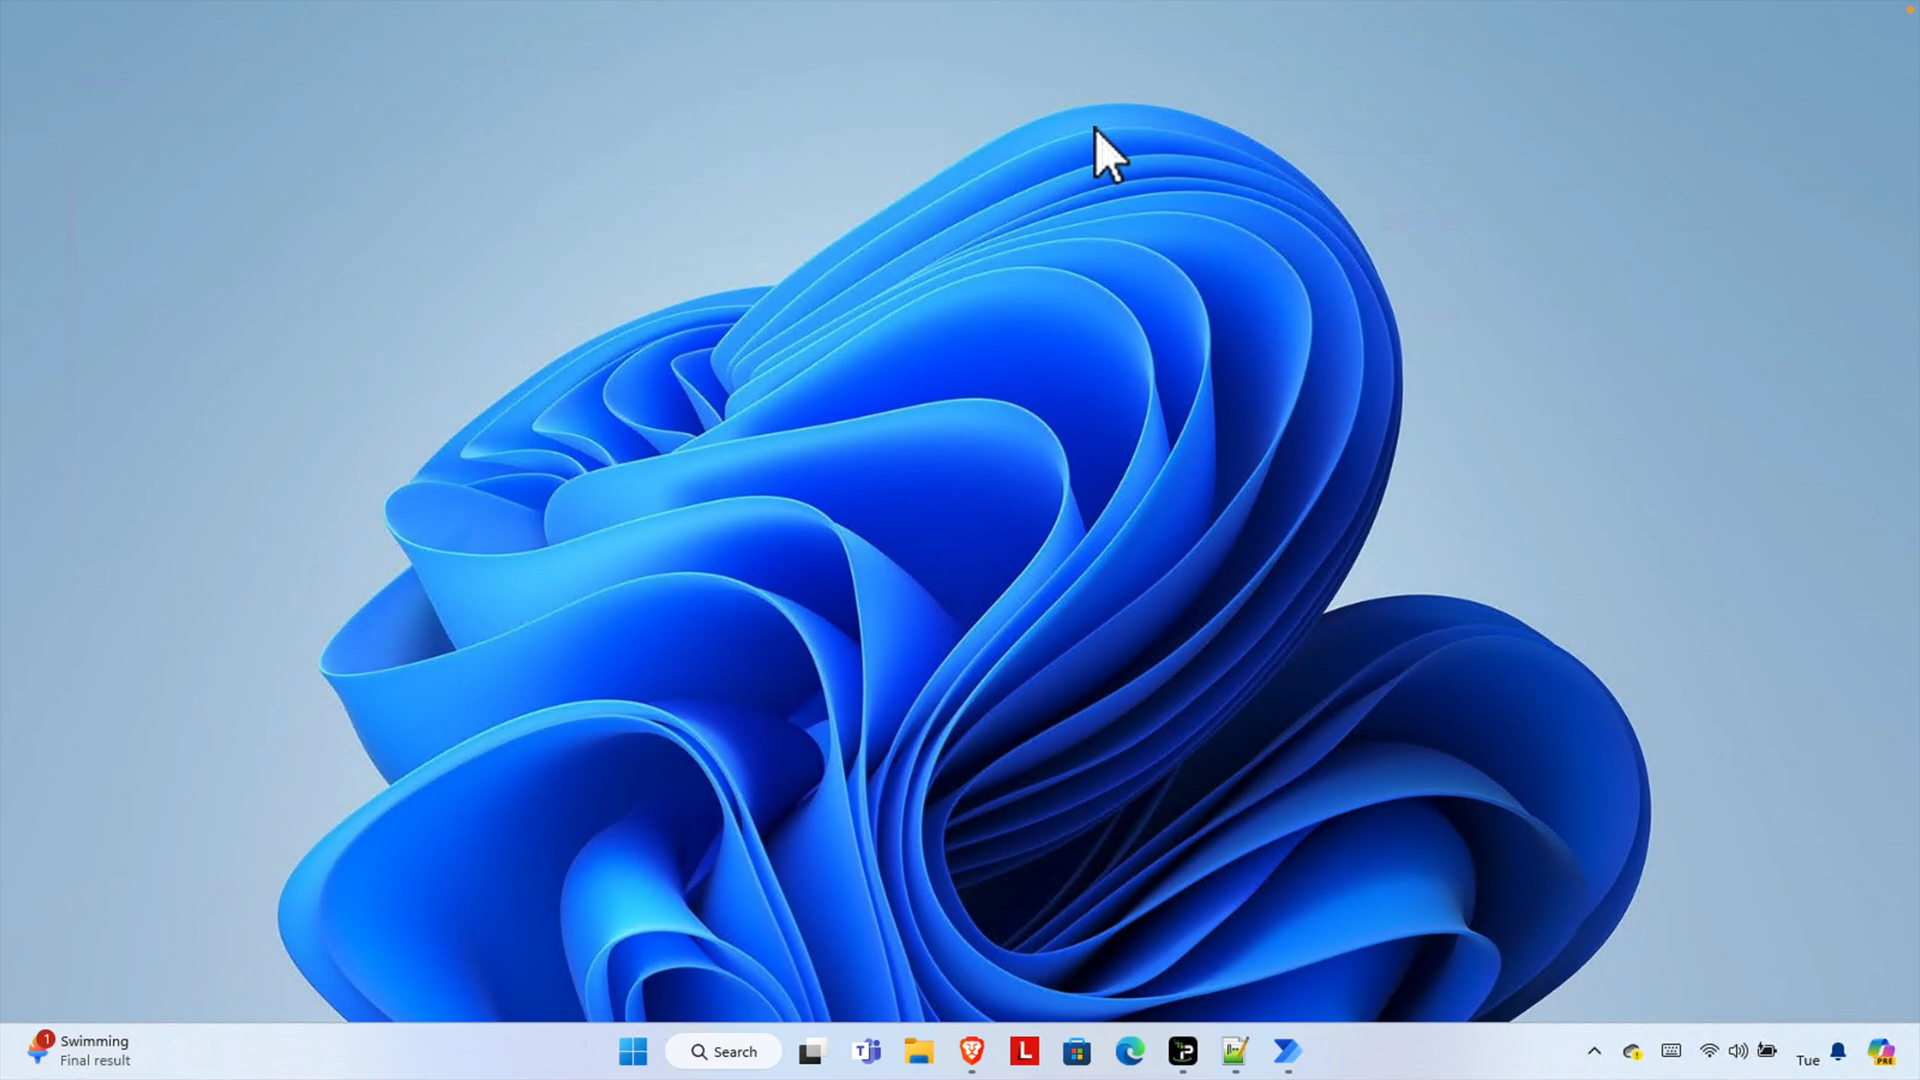 1
Swimming
Final result
Search
T
L
P
Tue
PRE